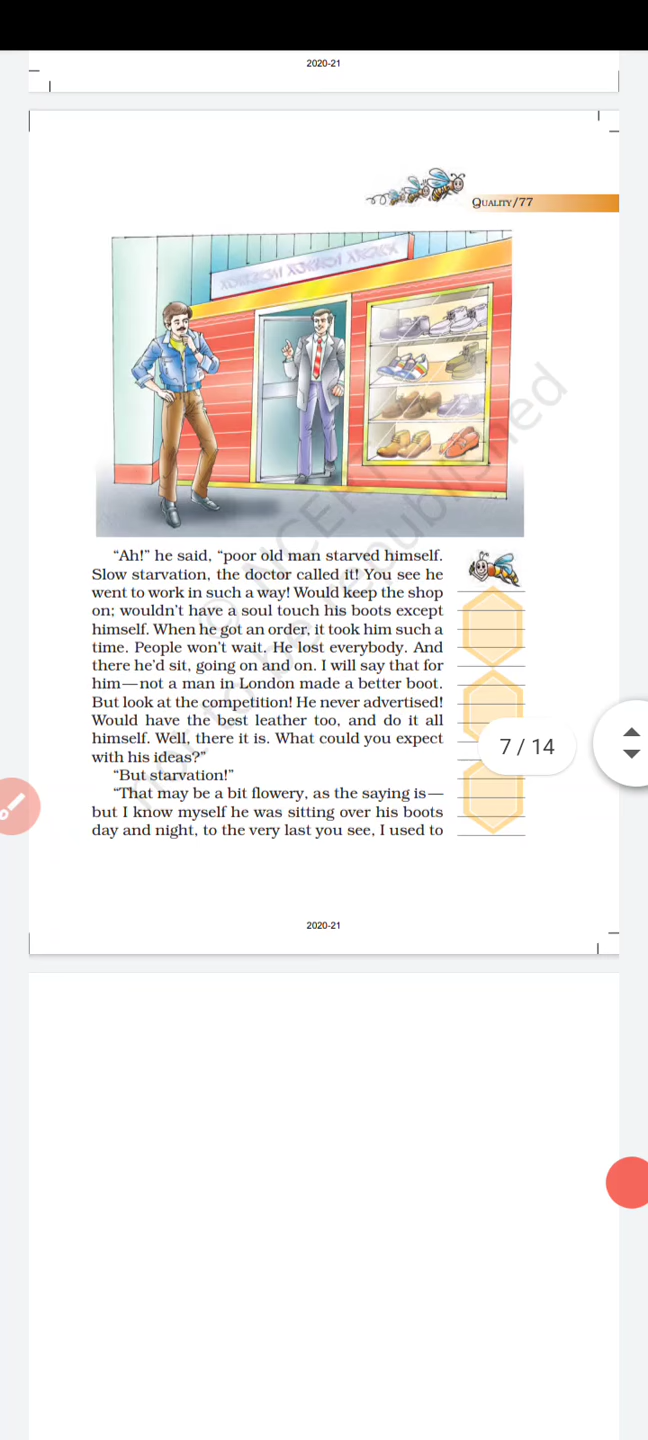 2020-21
QUALITY/77
“Ah!” he said, “poor old man starved himself.
Slow starvation, the doctor called it! You see he
went to work in such a way! Would keep the shop
on; wouldn’t have a soul touch his boots except
himself. When he got an order, it took him such a
time. People won’t wait. He lost everybody. And
there he’d sit, going on and on. I will say that for
him—not a man in London made a better boot.
But look at the competition! He never advertised!
Would have the best leather too, and do it all
himself. Well, there it is. What could you expect
with his ideas?”
“But starvation!”
“That may be a bit flowery, as the saying is—
but I know myself he was sitting over his boots
day and night, to the very last you see, I used to
7 / 14
© NCERT
not to be republished
2020-21